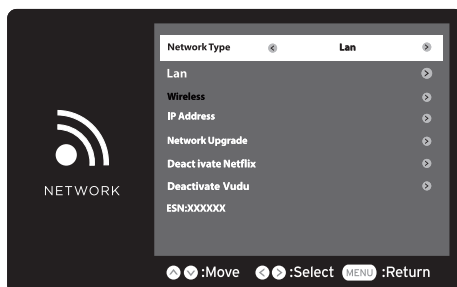 Network Type Lan
Lan
Wireless
IP Address
Network Upgrade
Deact ivate Netflix
Deactivate Vudu
ESN:XXXXXX
NETWORK
:Move :Select MENU :Return